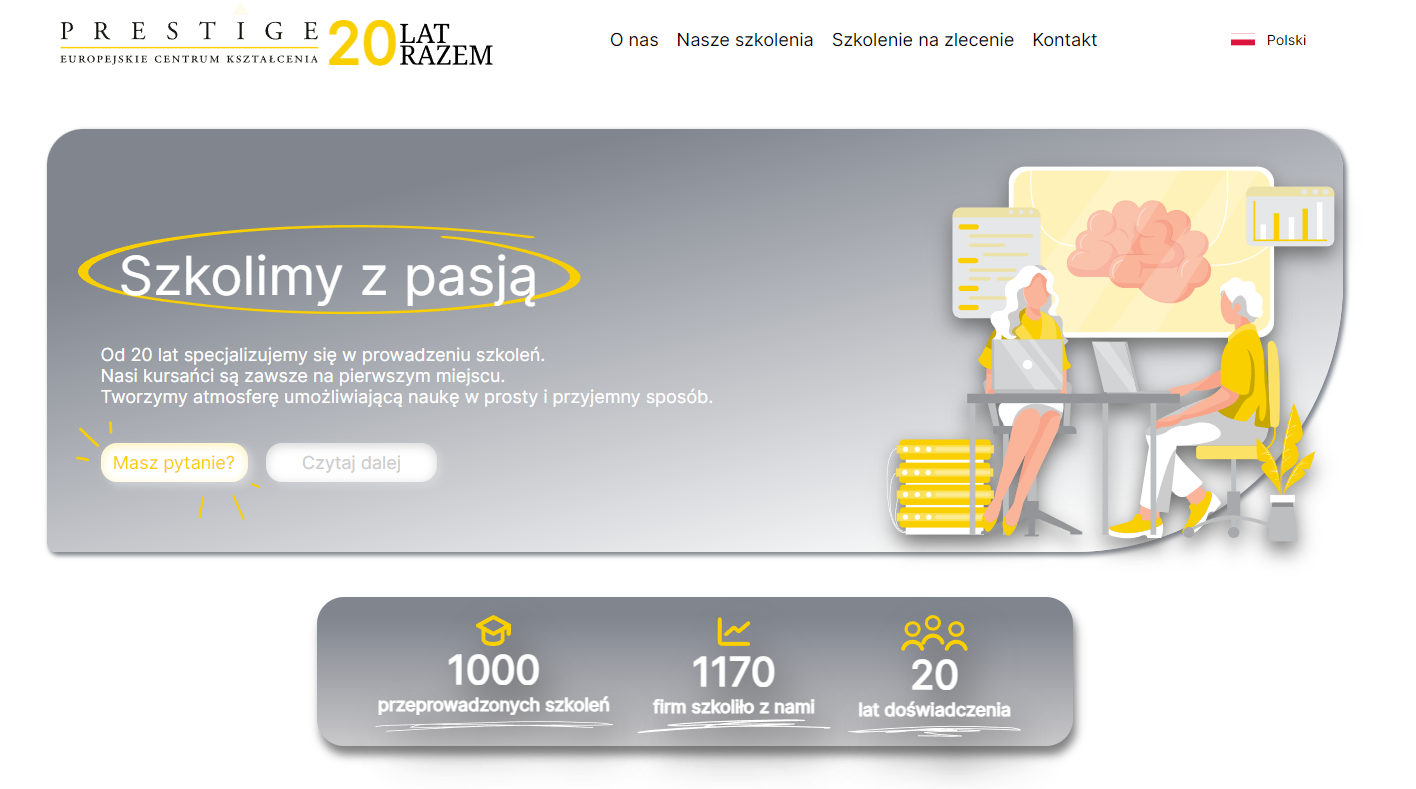 PRESTIGE
EUROPEJSKIE CENTRUM KSZTAŁCENIA
20 LAT RAZEM
O nas Nasze szkolenia Szkolenie na zlecenie Kontakt
Polski
Szkolimy z pasją
Od 20 lat specjalizujemy się w prowadzeniu szkoleń.
Nasi kursańci są zawsze na pierwszym miejscu.
Tworzymy atmosferę umożliwiającą naukę w prosty i przyjemny sposób.
Masz pytanie? Czytaj dalej
1000 1170 20
przeprowadzonych szkoleń firm szkoliło z nami lat doświadczenia